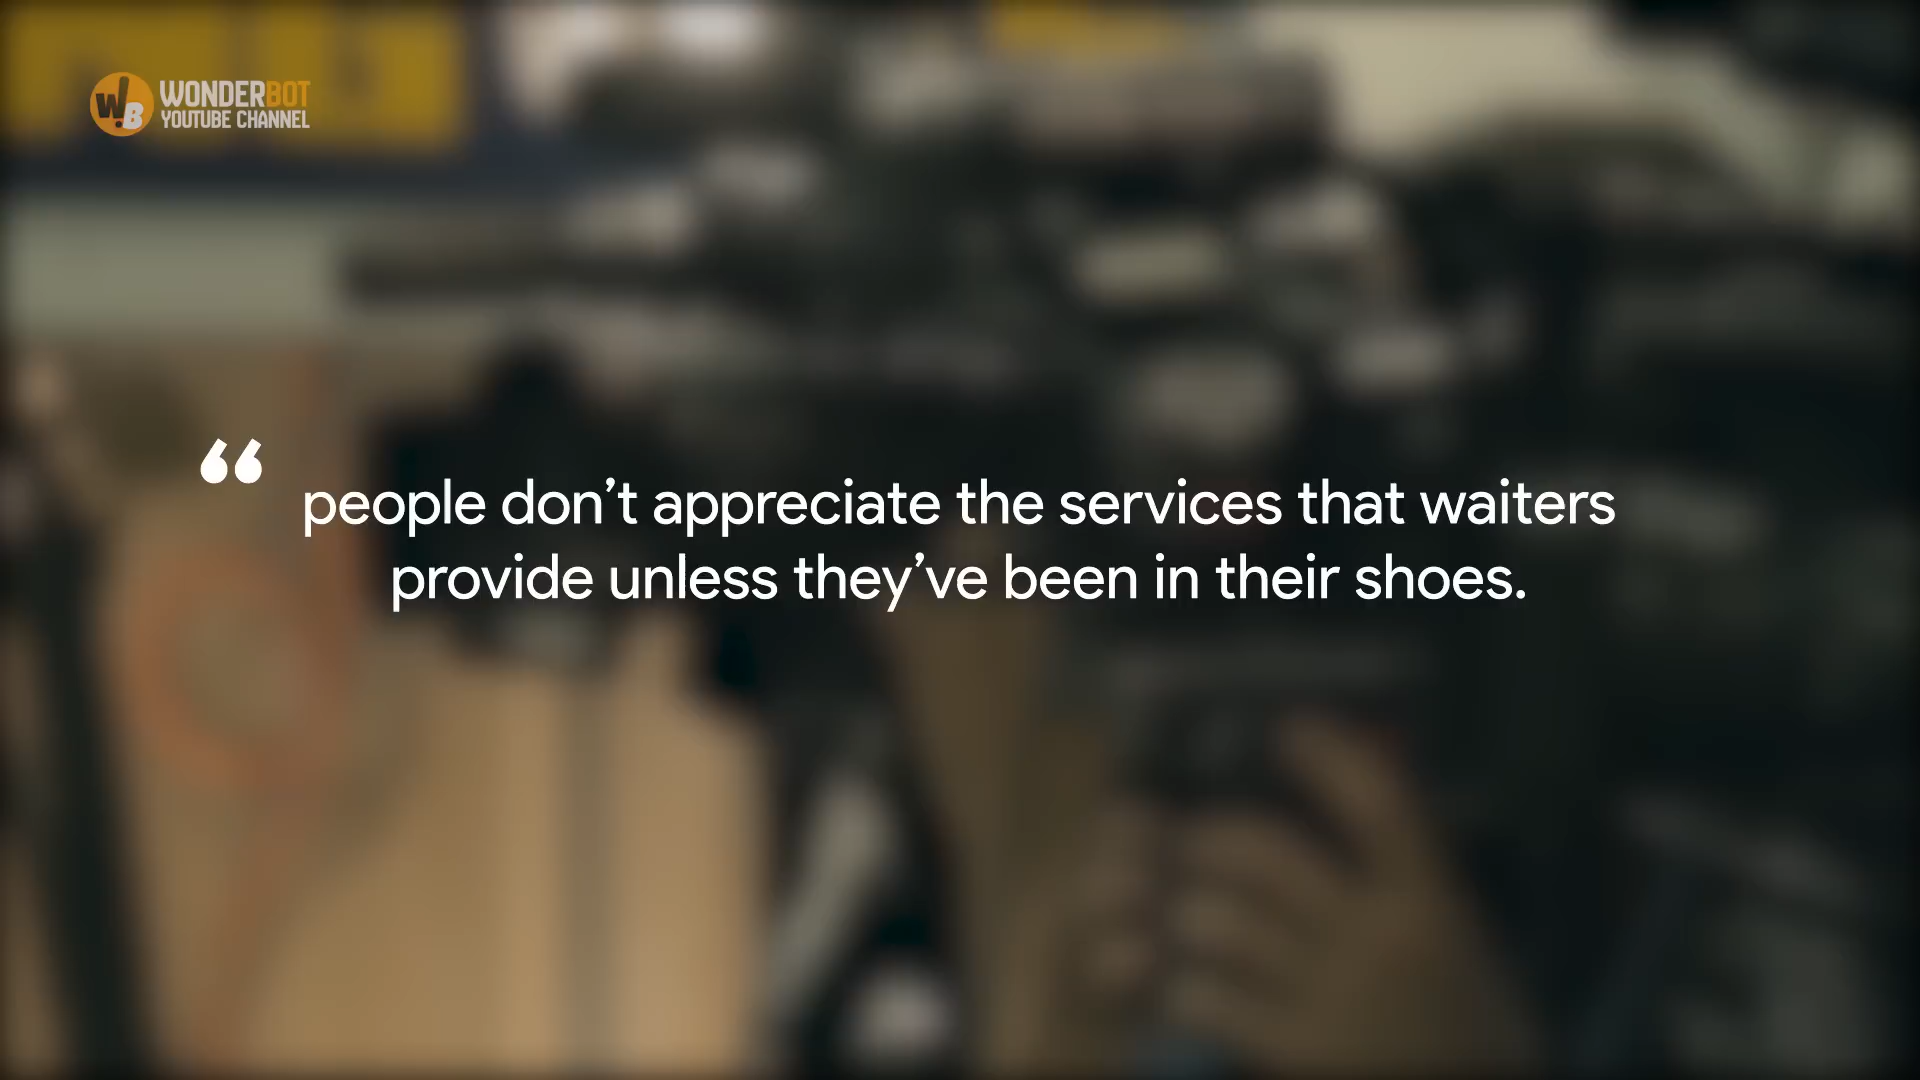 W!B
WONDERBOT
YOUTUBE CHANNEL
“ people don’t appreciate the services that waiters
provide unless they’ve been in their shoes.